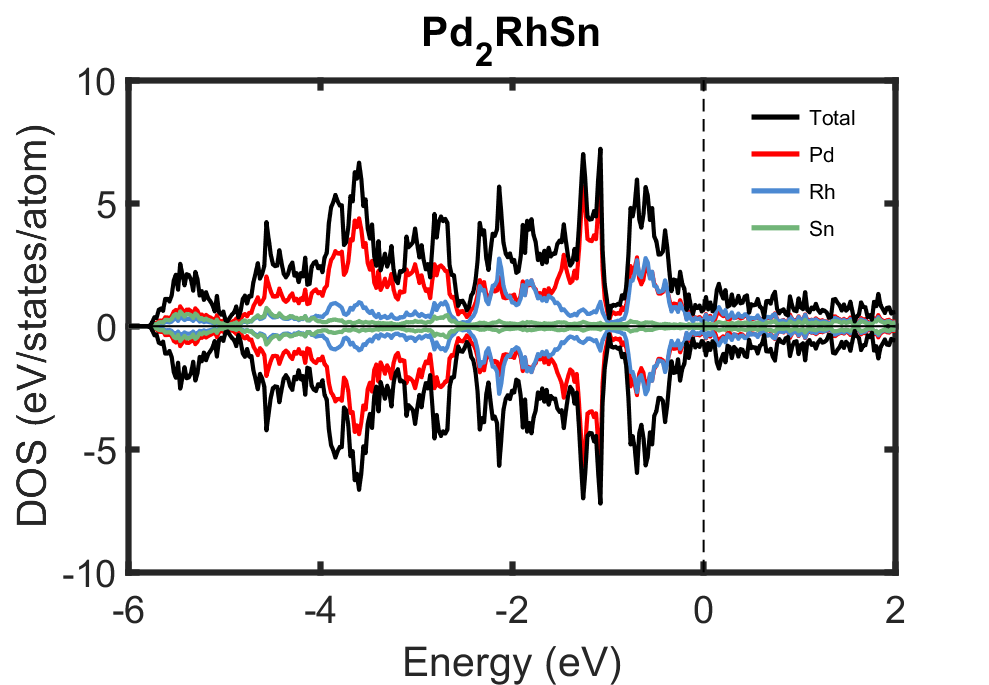 Pd₂RhSn
10
5
0
-5
-10
DOS (eV/states/atom)
Total
Pd
Rh
Sn
-6 -4 -2 0 2
Energy (eV)